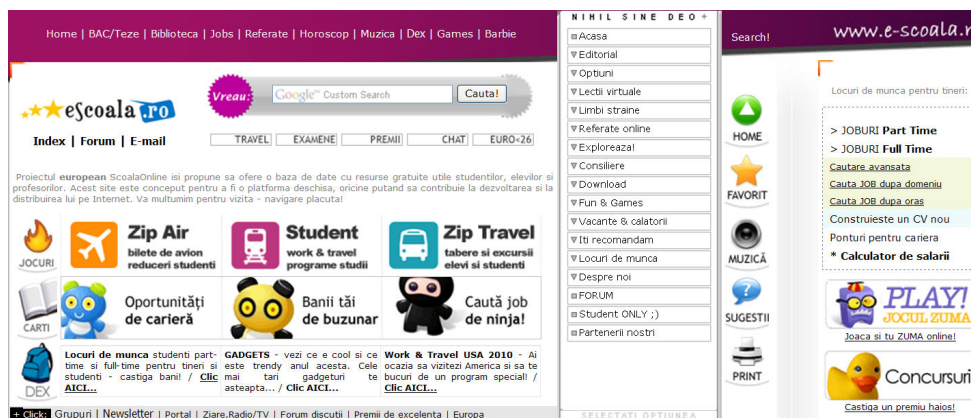 Home | BAC/Teze | Biblioteca | Jobs | Referate | Horoscop | Muzica | Dex | Games | Barbie
Vreau:
Google™ Custom Search
Cauta!
eȘcoala.ro
Index | Forum | E-mail
TRAVEL
EXAMENE
PREMII
CHAT
EURO<26
Proiectul european ScoalaOnline isi propune sa ofere o baza de date cu resurse gratuite utile studentilor, elevilor si
profesorilor. Acest site este conceput pentru a fi o platforma deschisa, oricine putand sa contribuie la dezvoltarea si la
distribuirea lui pe Internet. Va multumim pentru vizita - navigare placuta!
JOCURI
Zip Air
bilete de avion
reduceri studenti
Student
work & travel
programe studii
Zip Travel
tabere si excursii
elevi si studenti
CARTI
Oportunități
de carieră
Banii tăi
de buzunar
Caută job
de ninja!
DEX
Locuri de munca studenti part-
time si full-time pentru tineri si
studenti - castiga bani! / Clic
AICI...
GADGETS - vezi ce e cool si ce
este trendy anul acesta. Cele
mai tari gadgeturi te
asteapta... / Clic AICI...
Work & Travel USA 2010 - Ai
ocazia sa vizitezi America si sa te
bucuri de un program special! /
Clic AICI...
+ Click: Grupuri | Newsletter | Portal | Ziare,Radio/TV | Forum discutii | Premii de excelenta | Europa
NIHIL SINE DEO +
Acasa
Editorial
Optiuni
Lectii virtuale
Limbi straine
Referate online
Exploreaza!
Consiliere
Download
Fun & Games
Vacante & calatorii
Iti recomandam
Locuri de munca
Despre noi
FORUM
Student ONLY ;)
Partenerii nostri
SELECTATI OPTIUNEA
Search!
HOME
FAVORIT
MUZICĂ
SUGESTII
PRINT
www.e-scoala.r
Locuri de munca pentru tineri:
> JOBURI Part Time
> JOBURI Full Time
Cautare avansata
Cauta JOB dupa domeniu
Cauta JOB dupa oras
Construieste un CV nou
Ponturi pentru cariera
* Calculator de salarii
PLAY!
JOCUL ZUMA
Joaca si tu ZUMA online!
Concursuri
Castiga un premiu haios!